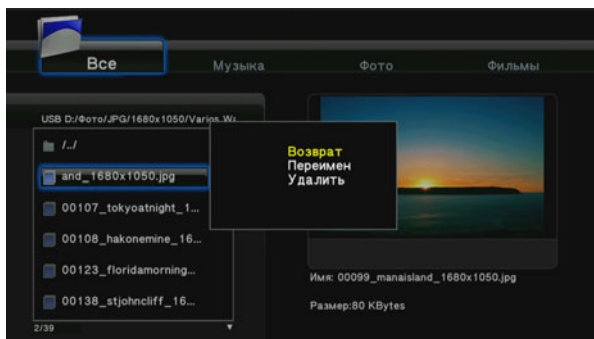 Все Музыка Фото Фильмы
USB D:/Фото/JPG/1680x1050/Varios.
/../
and_1680x1050.jpg
00107_tokyoatnight_1...
00108_hakonemine_16...
00123_floridamorning...
00138_stjohncliff_16...
2/39
Возврат
Переимен
Удалить
Имя: 00099_manaisland_1680x1050.jpg
Размер:80 KBytes